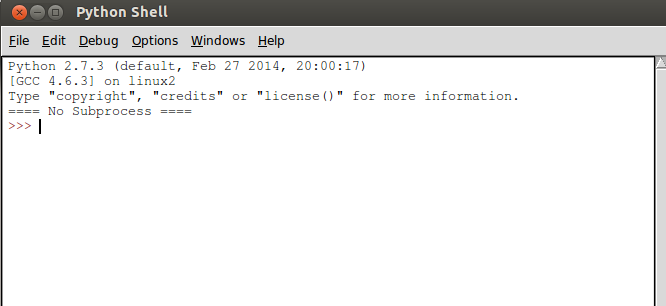 Python Shell
File Edit Debug Options Windows Help
Python 2.7.3 (default, Feb 27 2014, 20:00:17)
[GCC 4.6.3] on linux2
Type "copyright", "credits" or "license()" for more information.
==== No Subprocess ====
>>>